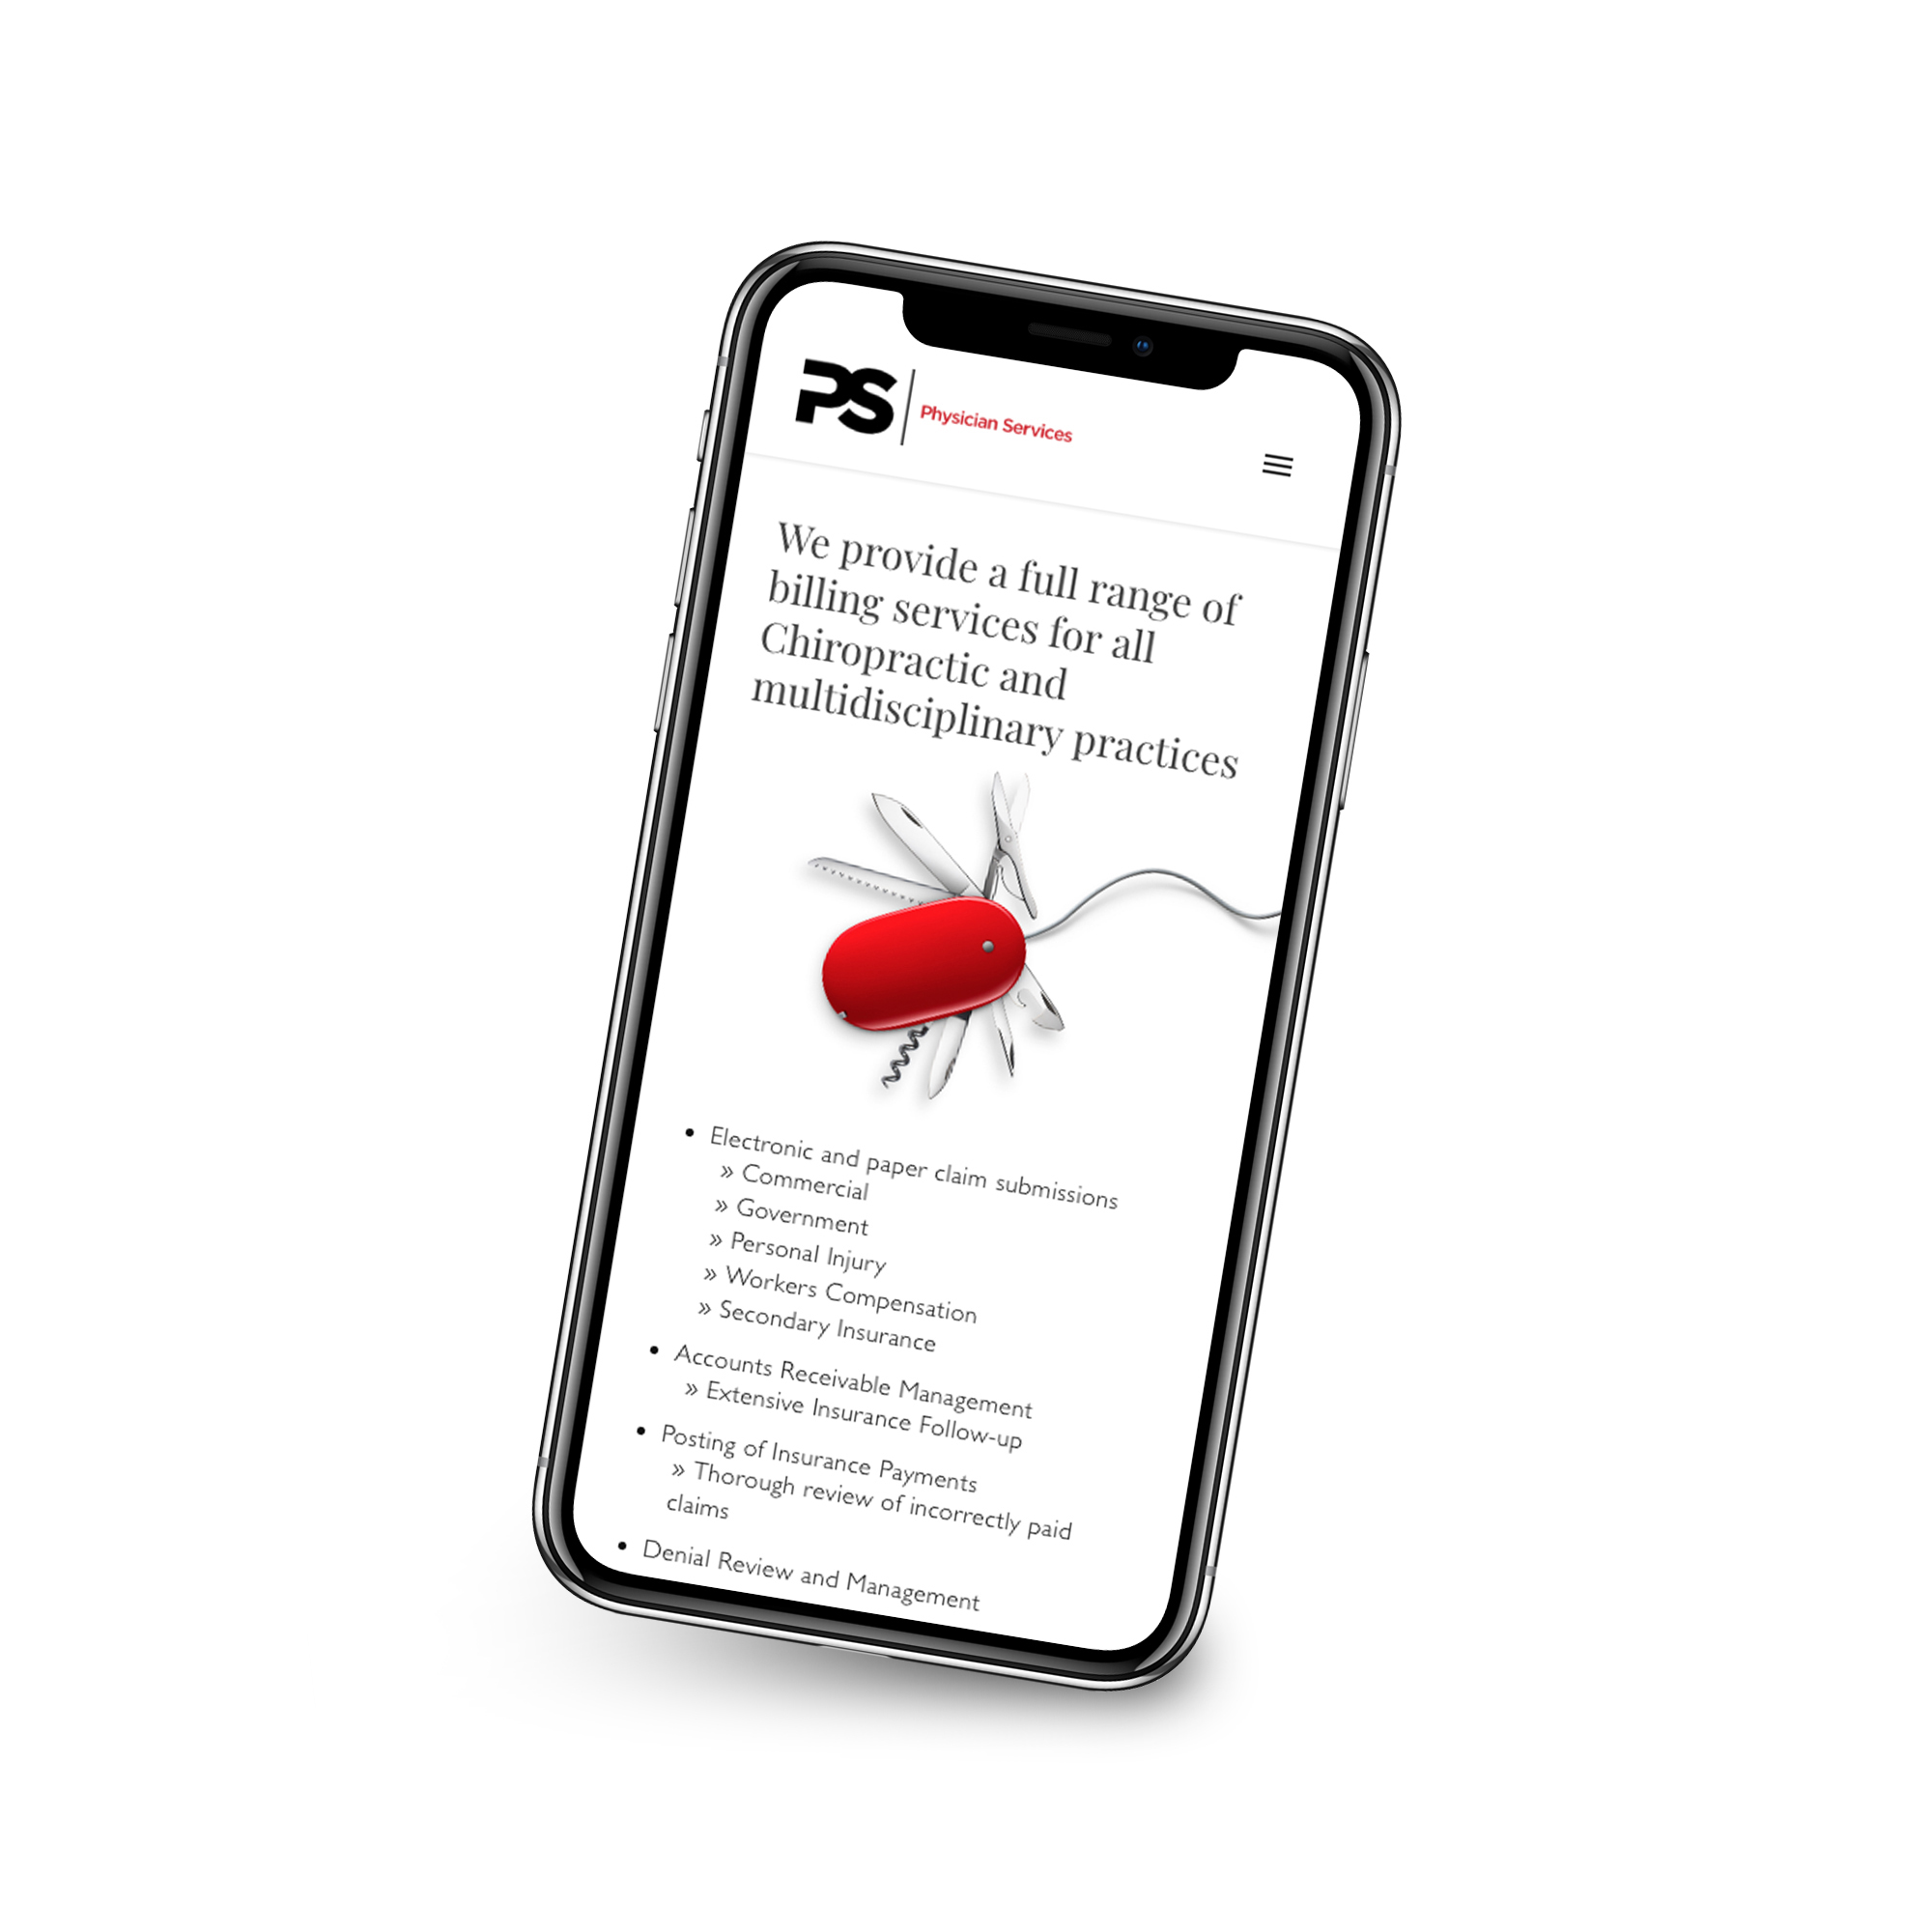 PS
Physician Services
We provide a full range of
billing services for all
Chiropractic and
multidisciplinary practices
• Electronic and paper claim submissions
» Commercial
» Government
» Personal Injury
» Workers Compensation
» Secondary Insurance
• Accounts Receivable Management
» Extensive Insurance Follow-up
• Posting of Insurance Payments
» Thorough review of incorrectly paid
claims
• Denial Review and Management